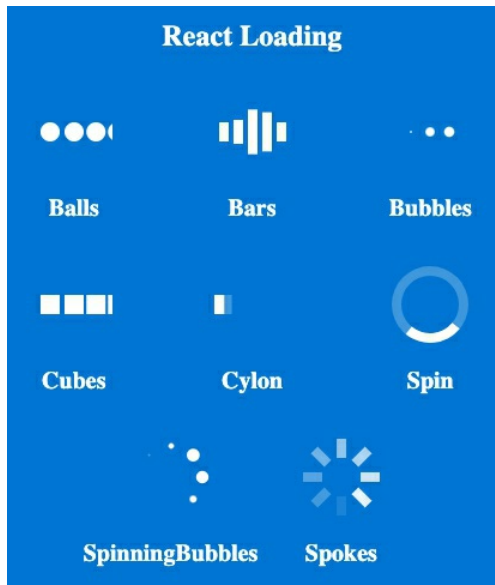 React Loading
Balls Bars Bubbles
Cubes Cylon Spin
SpinningBubbles Spokes